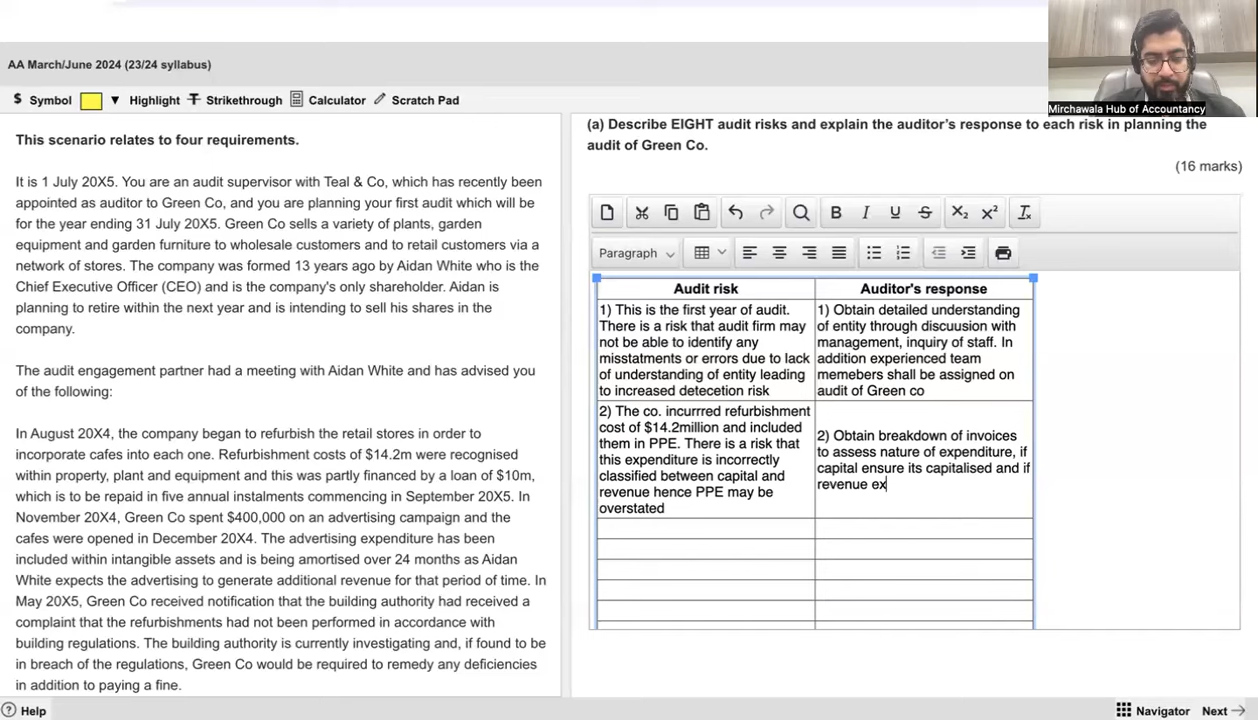 AA March/June 2024 (23/24 syllabus)
$ Symbol Highlight Strikethrough Calculator Scratch Pad
Mirchawala Hub of Accountancy
This scenario relates to four requirements.
It is 1 July 20X5. You are an audit supervisor with Teal & Co, which has recently been
appointed as auditor to Green Co, and you are planning your first audit which will be
for the year ending 31 July 20X5. Green Co sells a variety of plants, garden
equipment and garden furniture to wholesale customers and to retail customers via a
network of stores. The company was formed 13 years ago by Aidan White who is the
Chief Executive Officer (CEO) and is the company's only shareholder. Aidan is
planning to retire within the next year and is intending to sell his shares in the
company.
The audit engagement partner had a meeting with Aidan White and has advised you
of the following:
In August 20X4, the company began to refurbish the retail stores in order to
incorporate cafes into each one. Refurbishment costs of $14.2m were recognised
within property, plant and equipment and this was partly financed by a loan of $10m,
which is to be repaid in five annual instalments commencing in September 20X5. In
November 20X4, Green Co spent $400,000 on an advertising campaign and the
cafes were opened in December 20X4. The advertising expenditure has been
included within intangible assets and is being amortised over 24 months as Aidan
White expects the advertising to generate additional revenue for that period of time. In
May 20X5, Green Co received notification that the building authority had received a
complaint that the refurbishments had not been performed in accordance with
building regulations. The building authority is currently investigating and, if found to be
in breach of the regulations, Green Co would be required to remedy any deficiencies
in addition to paying a fine.
(a) Describe EIGHT audit risks and explain the auditor's response to each risk in planning the
audit of Green Co.
(16 marks)
B I U S X₂ X² Tx
Paragraph
Audit risk
1) This is the first year of audit.
There is a risk that audit firm may
not be able to identify any
misstatments or errors due to lack
of understanding of entity leading
to increased detecetion risk
Auditor's response
1) Obtain detailed understanding
of entity through discuusion with
management, inquiry of staff. In
addition experienced team
memebers shall be assigned on
audit of Green co
2) The co. incurrred refurbishment
cost of $14.2million and included
them in PPE. There is a risk that
this expenditure is incorrectly
classified between capital and
revenue hence PPE may be
overstated
2) Obtain breakdown of invoices
to assess nature of expenditure, if
capital ensure its capitalised and if
revenue ex
Help
Navigator Next